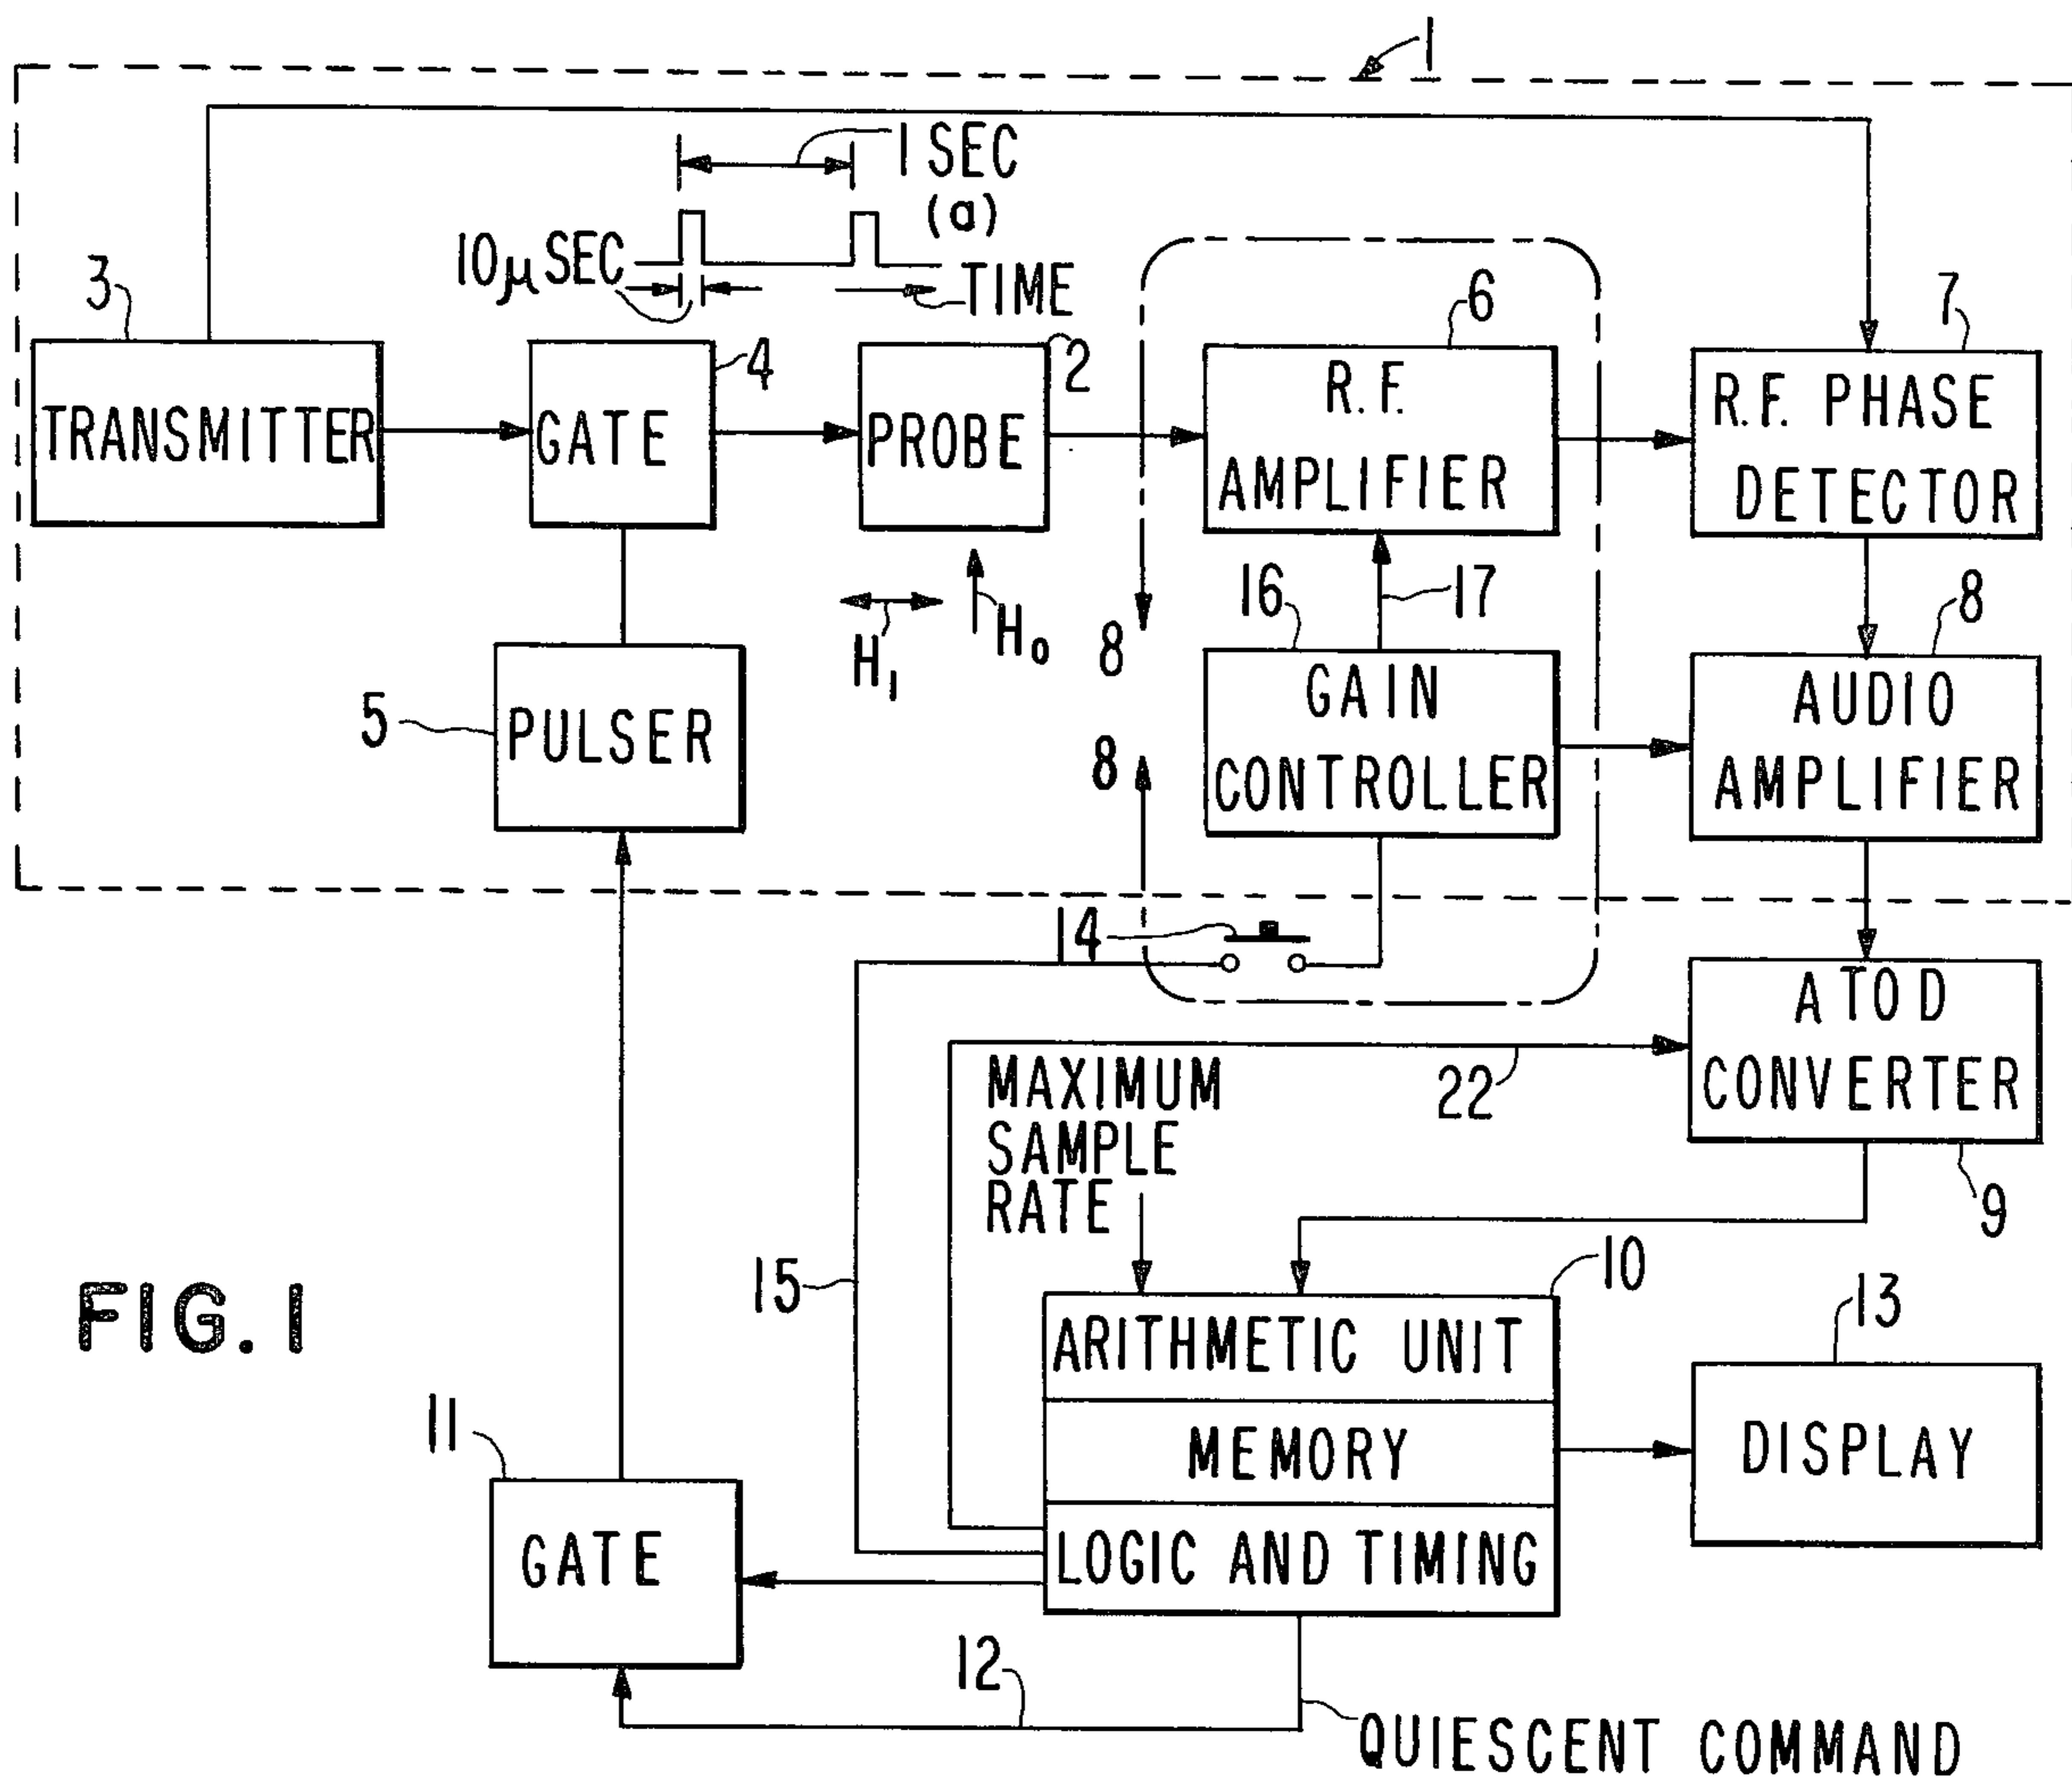 1
1 SEC
(a)
10μ SEC
TIME
3
TRANSMITTER
4
GATE
2
PROBE
6
R.F.
AMPLIFIER
7
R.F. PHASE
DETECTOR
H1
H0
8
8
16
17
GAIN
CONTROLLER
8
AUDIO
AMPLIFIER
5
PULSER
14
A TO D
CONVERTER
9
22
MAXIMUM
SAMPLE
RATE
15
10
ARITHMETIC UNIT
MEMORY
LOGIC AND TIMING
13
DISPLAY
FIG. 1
11
GATE
12
QUIESCENT COMMAND